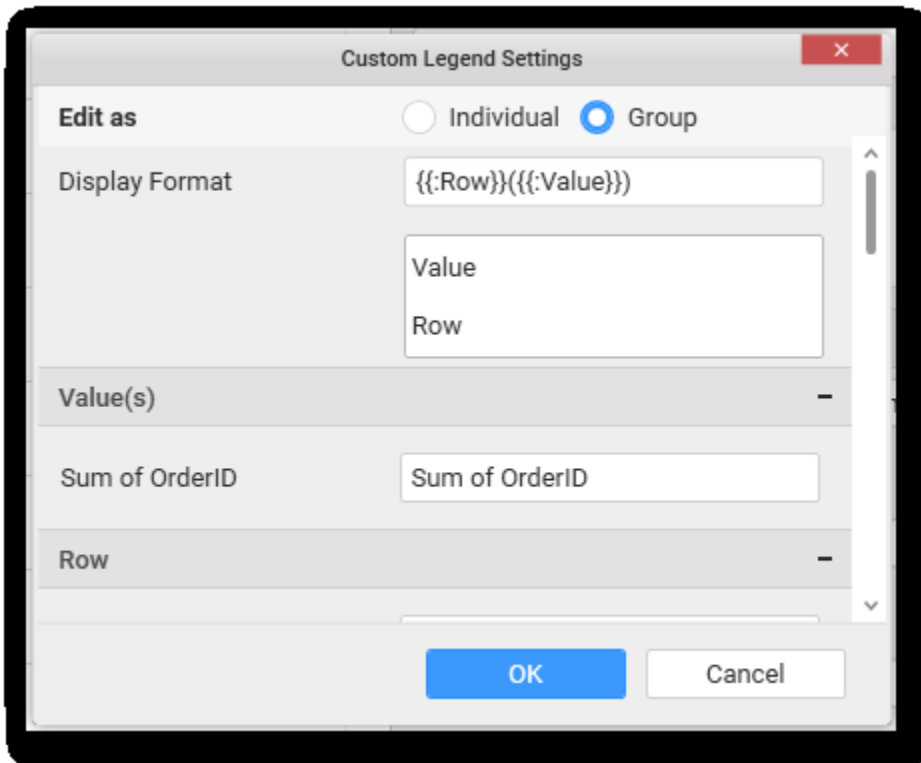 Custom Legend Settings
Edit as Individual Group
Display Format {{:Row}}({{:Value}})
Value
Row
Value(s)
Sum of OrderID Sum of OrderID
Row
OK Cancel